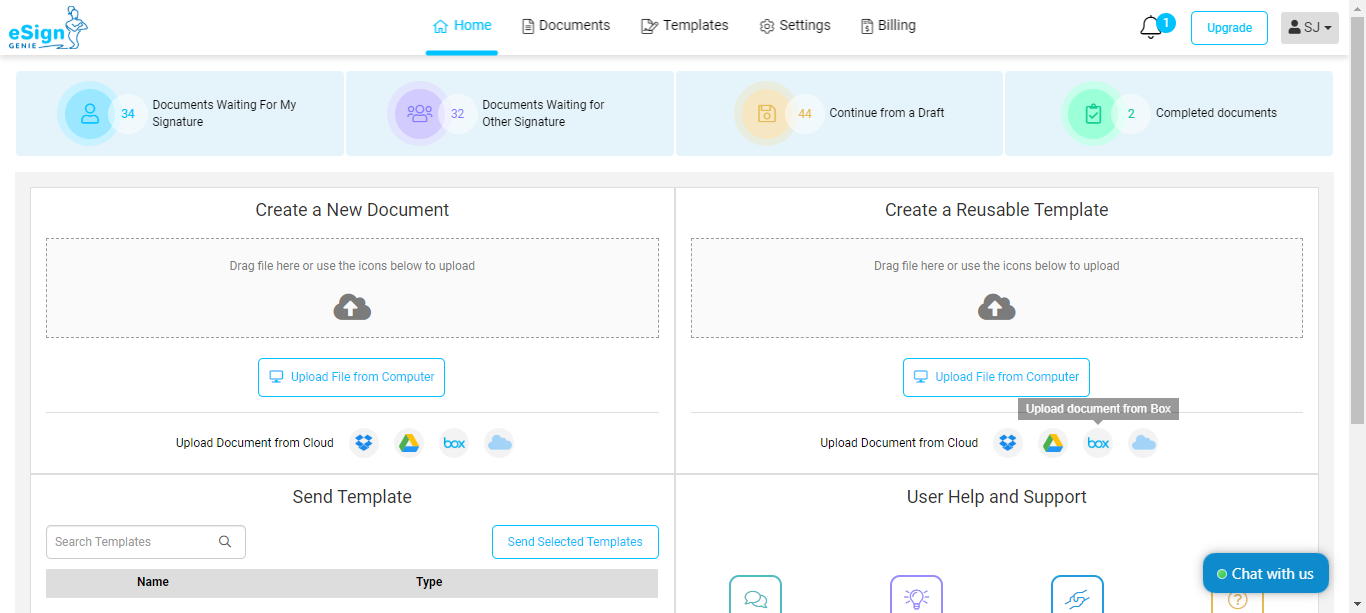 eSign
GENIE
Home
Documents
Templates
Settings
Billing
1
Upgrade
SJ
34
Documents Waiting For My
Signature
32
Documents Waiting for
Other Signature
44
Continue from a Draft
2
Completed documents
Create a New Document
Drag file here or use the icons below to upload
Upload File from Computer
Upload Document from Cloud
box
Create a Reusable Template
Drag file here or use the icons below to upload
Upload File from Computer
Upload document from Box
Upload Document from Cloud
box
Send Template
Search Templates
Send Selected Templates
Name
Type
User Help and Support
?
Chat with us